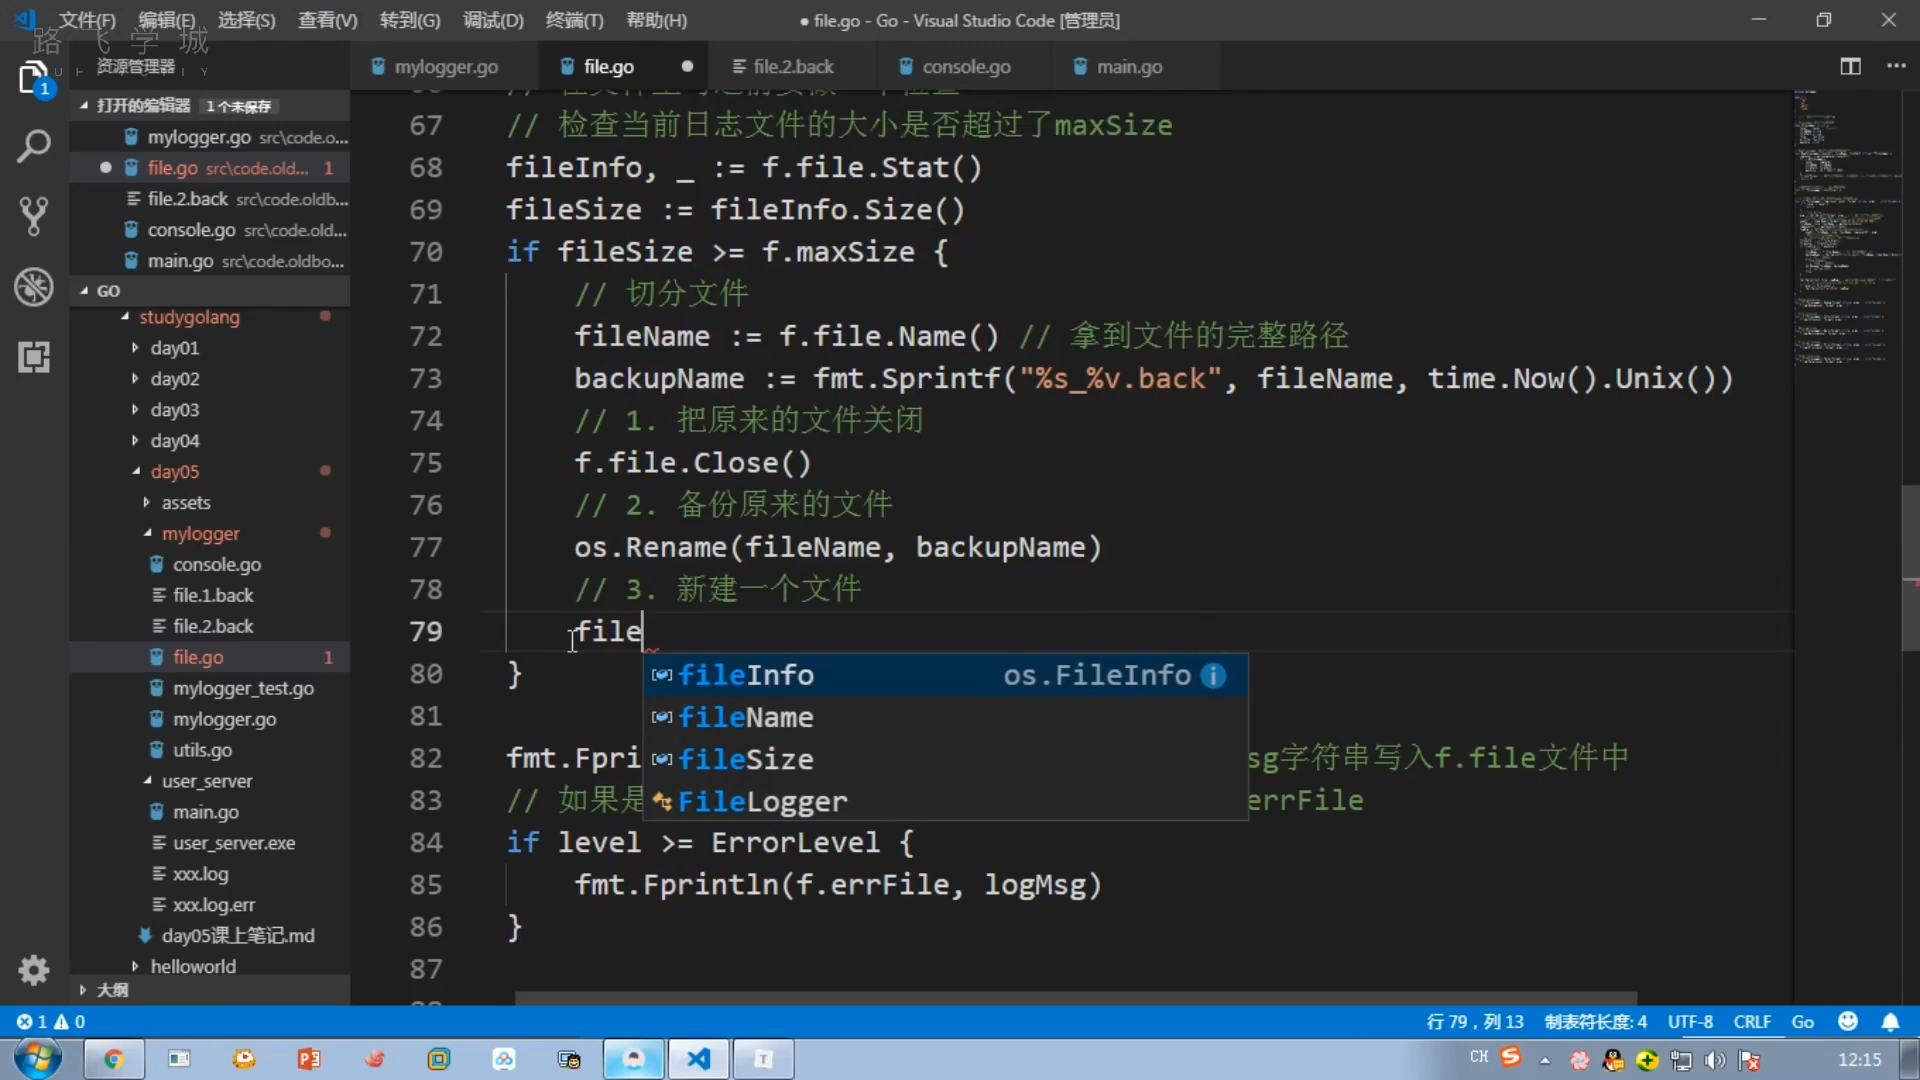 文件(F) 编辑(E) 选择(S) 查看(V) 转到(G) 调试(D) 终端(T) 帮助(H)
● file.go - Go - Visual Studio Code [管理员]
路飞学城
资源管理器
mylogger.go
file.go
file.2.back
console.go
main.go
1
打开的编辑器 1 个未保存
mylogger.go src\code.o...
file.go src\code.old... 1
file.2.back src\code.oldb...
console.go src\code.old...
main.go src\code.oldbo...
GO
studygolang
day01
day02
day03
day04
day05
assets
mylogger
console.go
file.1.back
file.2.back
file.go 1
mylogger_test.go
mylogger.go
utils.go
user_server
main.go
user_server.exe
xxx.log
xxx.log.err
day05课上笔记.md
helloworld
大纲
67 // 检查当前日志文件的大小是否超过了maxSize
68 fileInfo, _ := f.file.Stat()
69 fileSize := fileInfo.Size()
70 if fileSize >= f.maxSize {
71 // 切分文件
72 fileName := f.file.Name() // 拿到文件的完整路径
73 backupName := fmt.Sprintf("%s_%v.back", fileName, time.Now().Unix())
74 // 1. 把原来的文件关闭
75 f.file.Close()
76 // 2. 备份原来的文件
77 os.Rename(fileName, backupName)
78 // 3. 新建一个文件
79 file
80 }
fileInfo os.FileInfo
fileName
fileSize
FileLogger
81
82 fmt.Fpri sg字符串写入f.file文件中
83 // 如果是 errFile
84 if level >= ErrorLevel {
85 fmt.Fprintln(f.errFile, logMsg)
86 }
87
1 0
行 79，列 13 制表符长度: 4 UTF-8 CRLF Go
CH 12:15